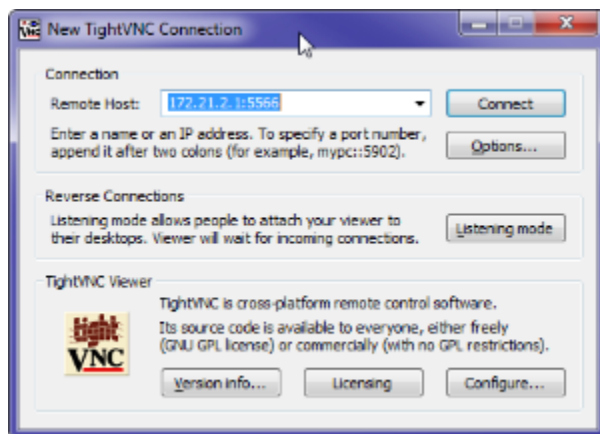 New TightVNC Connection
Connection
Remote Host: 172.21.2.1:5566 Connect
Enter a name or an IP address. To specify a port number,
append it after two colons (for example, mypc::5902). Options...
Reverse Connections
Listening mode allows people to attach your viewer to
their desktops. Viewer will wait for incoming connections. Listening mode
TightVNC Viewer
TightVNC is cross-platform remote control software.
Its source code is available to everyone, either freely
(GNU GPL license) or commercially (with no GPL restrictions).
tight
VNC
Version info... Licensing Configure...